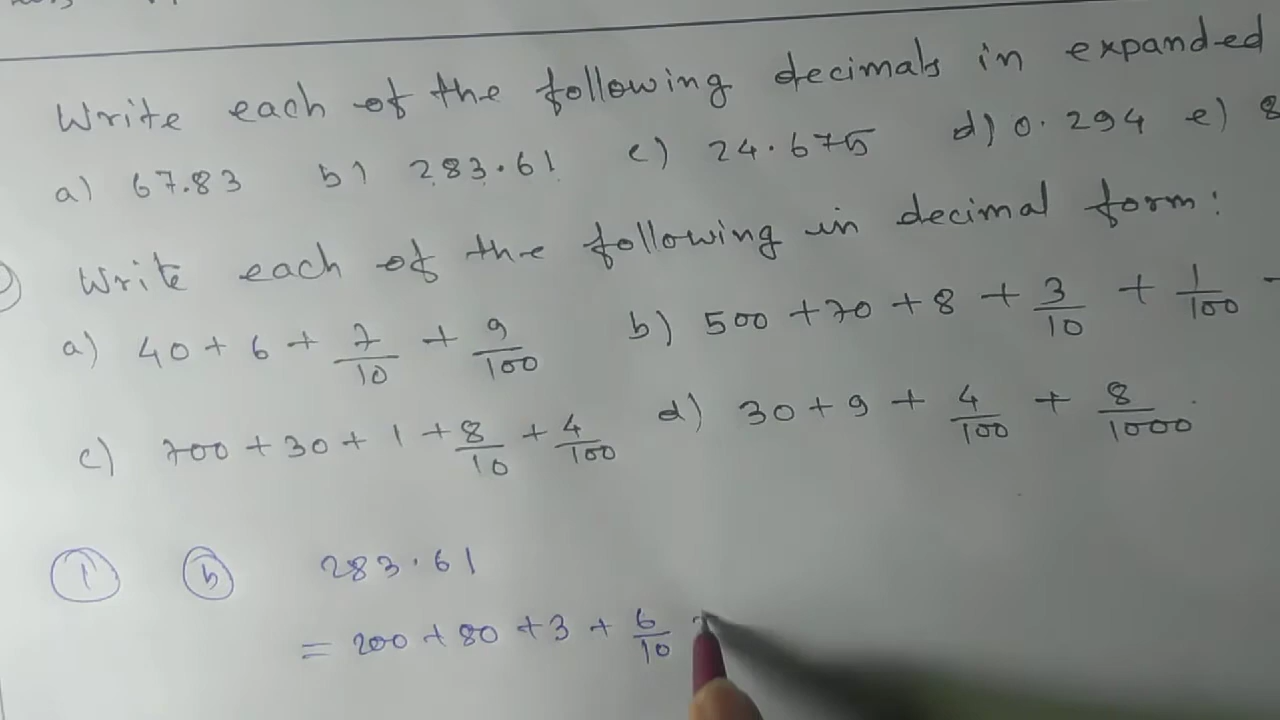 Write each of the following decimals in expanded
a) 67.83 b) 283.61 c) 24.675 d) 0.294 e) 8
Write each of the following in decimal form:
a) 40 + 6 + 7/10 + 9/100 b) 500 + 70 + 8 + 3/10 + 1/100
c) 700 + 30 + 1 + 8/10 + 4/100 d) 30 + 9 + 4/100 + 8/1000
1 b 283.61
= 200 + 80 + 3 + 6/10